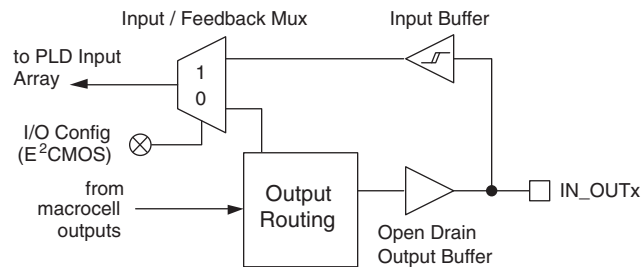 Input / Feedback Mux
Input Buffer
to PLD Input
Array
1
0
I/O Config
(E²CMOS)
from
macrocell
outputs
Output
Routing
IN_OUTx
Open Drain
Output Buffer